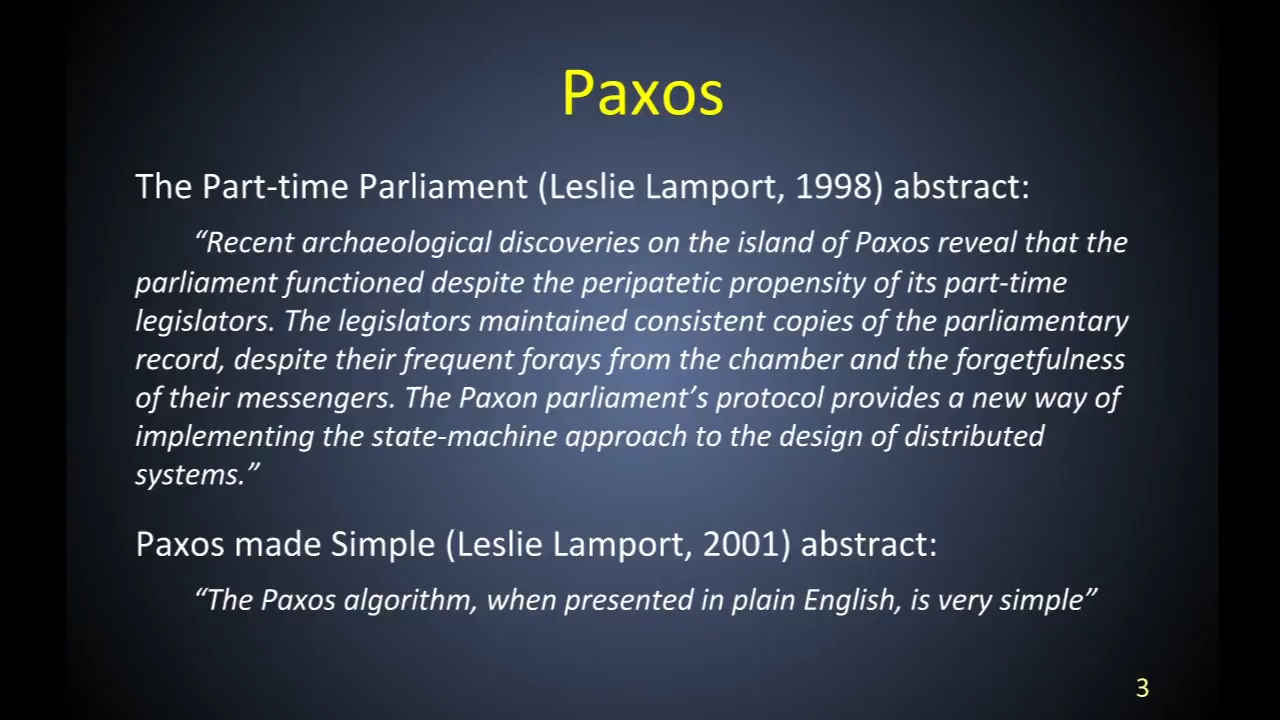 Paxos
The Part-time Parliament (Leslie Lamport, 1998) abstract:
“Recent archaeological discoveries on the island of Paxos reveal that the
parliament functioned despite the peripatetic propensity of its part-time
legislators. The legislators maintained consistent copies of the parliamentary
record, despite their frequent forays from the chamber and the forgetfulness
of their messengers. The Paxon parliament’s protocol provides a new way of
implementing the state-machine approach to the design of distributed
systems.”
Paxos made Simple (Leslie Lamport, 2001) abstract:
“The Paxos algorithm, when presented in plain English, is very simple”
3